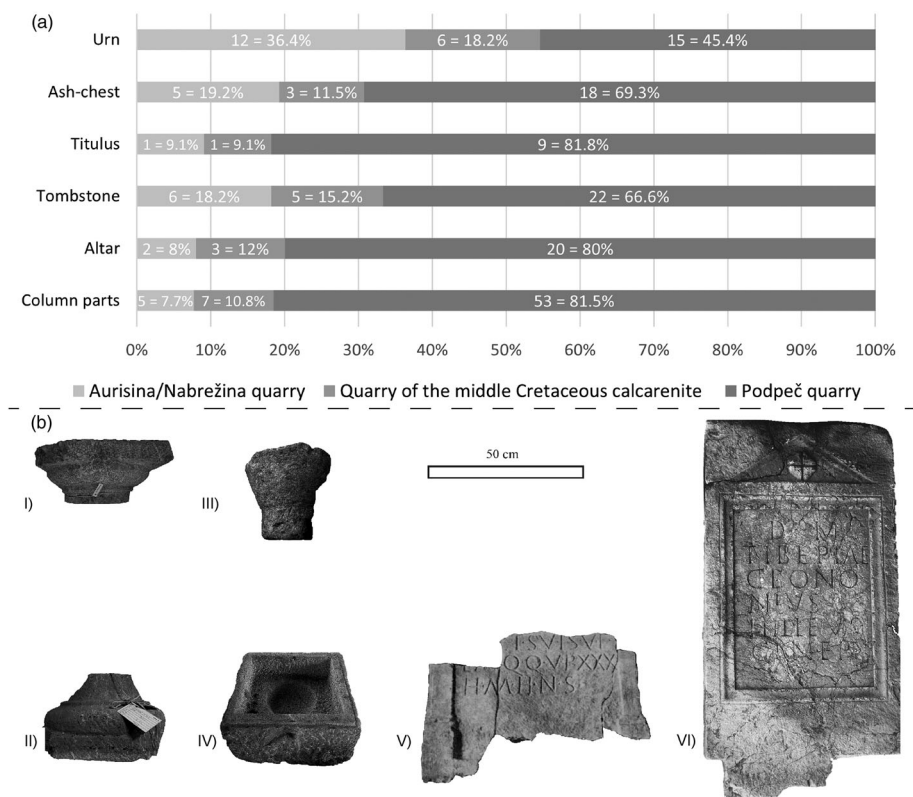 (a)
Urn 12 = 36.4% 6 = 18.2% 15 = 45.4%
Ash-chest 5 = 19.2% 3 = 11.5% 18 = 69.3%
Titulus 1 = 9.1% 1 = 9.1% 9 = 81.8%
Tombstone 6 = 18.2% 5 = 15.2% 22 = 66.6%
Altar 2 = 8% 3 = 12% 20 = 80%
Column parts 5 = 7.7% 7 = 10.8% 53 = 81.5%
0% 10% 20% 30% 40% 50% 60% 70% 80% 90% 100%
Aurisina/Nabrežina quarry Quarry of the middle Cretaceous calcarenite Podpeč quarry
(b)
50 cm
I)
III)
II)
IV)
V)
VI)